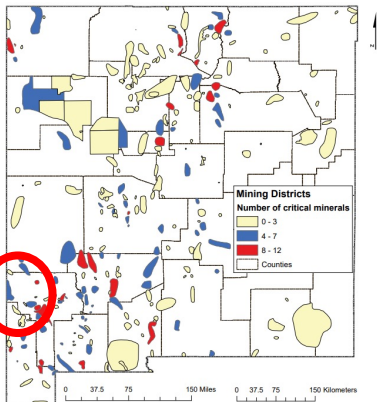 N
Mining Districts
Number of critical minerals
0 - 3
4 - 7
8 - 12
Counties
0 37.5 75 150 Miles
0 37.5 75 150 Kilometers